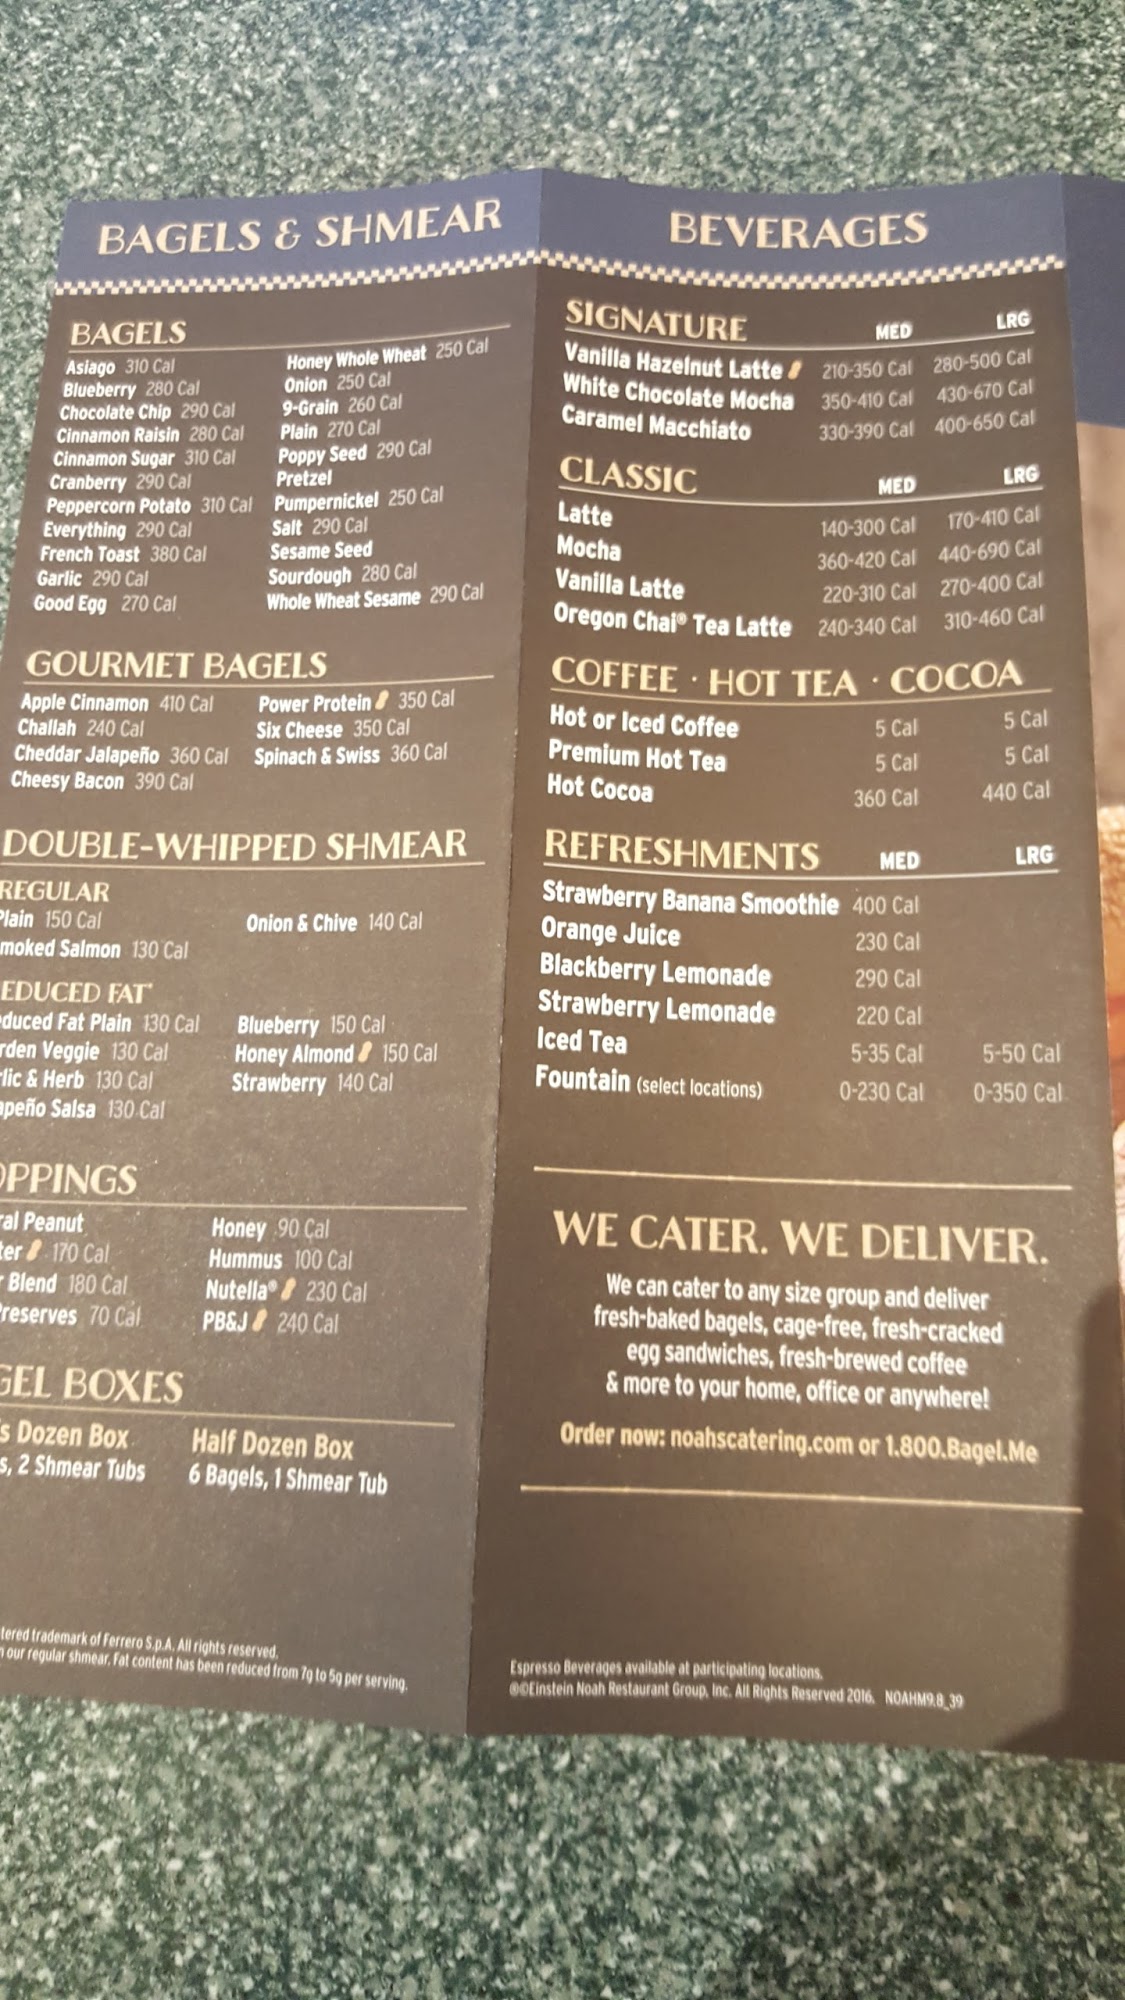 BAGELS & SHMEAR
BAGELS
Asiago 310 Cal
Blueberry 280 Cal
Chocolate Chip 290 Cal
Cinnamon Raisin 280 Cal
Cinnamon Sugar 310 Cal
Cranberry 290 Cal
Peppercorn Potato 310 Cal
Everything 290 Cal
French Toast 380 Cal
Garlic 290 Cal
Good Egg 270 Cal
Honey Whole Wheat 250 Cal
Onion 250 Cal
9-Grain 260 Cal
Plain 270 Cal
Poppy Seed 290 Cal
Pretzel
Pumpernickel 250 Cal
Salt 290 Cal
Sesame Seed
Sourdough 280 Cal
Whole Wheat Sesame 290 Cal
GOURMET BAGELS
Apple Cinnamon 410 Cal
Challah 240 Cal
Cheddar Jalapeño 360 Cal
Cheesy Bacon 390 Cal
Power Protein 350 Cal
Six Cheese 350 Cal
Spinach & Swiss 360 Cal
DOUBLE-WHIPPED SHMEAR
REGULAR
Plain 150 Cal
moked Salmon 130 Cal
Onion & Chive 140 Cal
EDUCED FAT*
duced Fat Plain 130 Cal
rden Veggie 130 Cal
rlic & Herb 130 Cal
apeño Salsa 130 Cal
Blueberry 150 Cal
Honey Almond 150 Cal
Strawberry 140 Cal
OPPINGS
ral Peanut
ter 170 Cal
r Blend 180 Cal
Preserves 70 Cal
Honey 90 Cal
Hummus 100 Cal
Nutella® 230 Cal
PB&J 240 Cal
GEL BOXES
s Dozen Box
s, 2 Shmear Tubs
Half Dozen Box
6 Bagels, 1 Shmear Tub
tered trademark of Ferrero S.p.A. All rights reserved.
n our regular shmear. Fat content has been reduced from 7g to 5g per serving.
BEVERAGES
SIGNATURE MED LRG
Vanilla Hazelnut Latte 210-350 Cal 280-500 Cal
White Chocolate Mocha 350-410 Cal 430-670 Cal
Caramel Macchiato 330-390 Cal 400-650 Cal
CLASSIC MED LRG
Latte 140-300 Cal 170-410 Cal
Mocha 360-420 Cal 440-690 Cal
Vanilla Latte 220-310 Cal 270-400 Cal
Oregon Chai® Tea Latte 240-340 Cal 310-460 Cal
COFFEE · HOT TEA · COCOA
Hot or Iced Coffee 5 Cal 5 Cal
Premium Hot Tea 5 Cal 5 Cal
Hot Cocoa 360 Cal 440 Cal
REFRESHMENTS MED LRG
Strawberry Banana Smoothie 400 Cal
Orange Juice 230 Cal
Blackberry Lemonade 290 Cal
Strawberry Lemonade 220 Cal
Iced Tea 5-35 Cal 5-50 Cal
Fountain (select locations) 0-230 Cal 0-350 Cal
WE CATER. WE DELIVER.
We can cater to any size group and deliver
fresh-baked bagels, cage-free, fresh-cracked
egg sandwiches, fresh-brewed coffee
& more to your home, office or anywhere!
Order now: noahscatering.com or 1.800.Bagel.Me
Espresso Beverages available at participating locations.
®©Einstein Noah Restaurant Group, Inc. All Rights Reserved 2016. NOAHM9.8_39